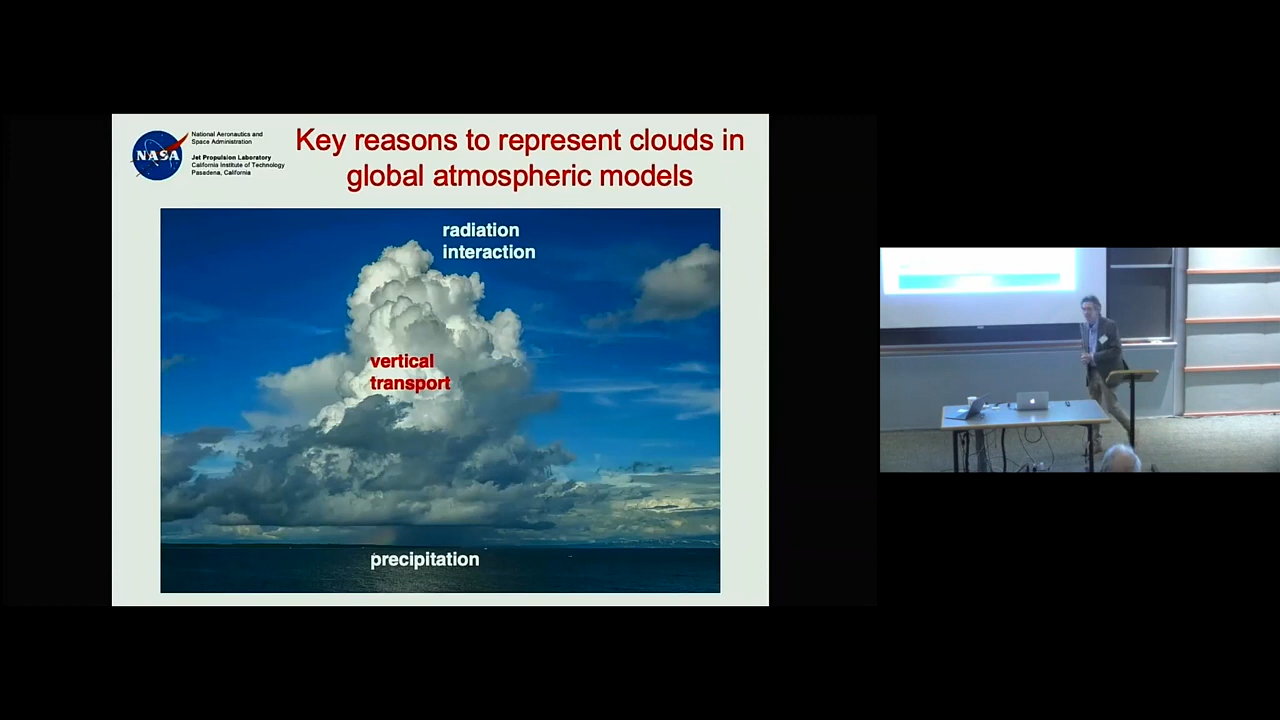 NASA
National Aeronautics and
Space Administration
Jet Propulsion Laboratory
California Institute of Technology
Pasadena, California
Key reasons to represent clouds in
global atmospheric models
radiation
interaction
vertical
transport
precipitation